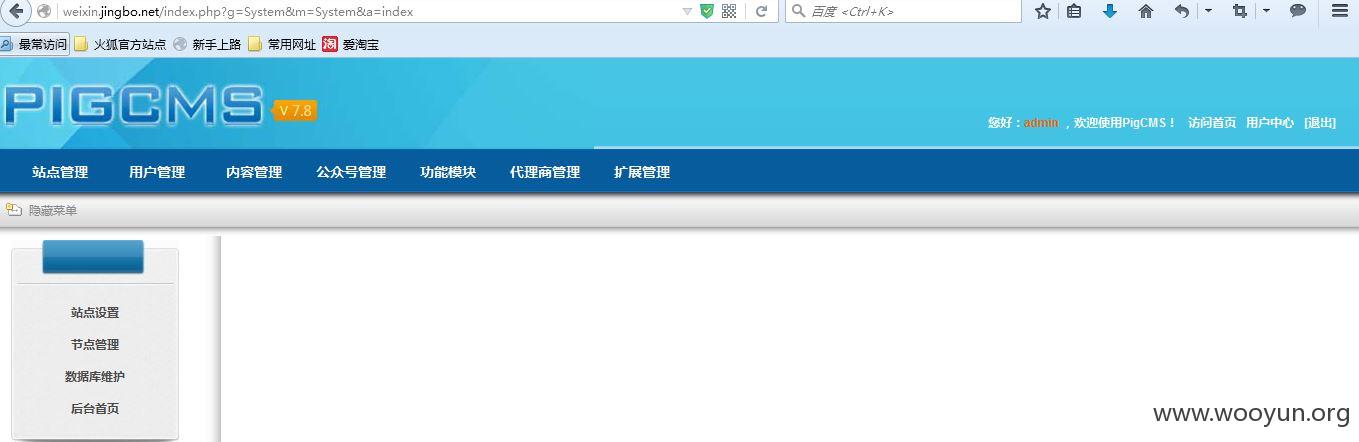 weixin.jingbo.net/index.php?g=System&m=System&a=index
百度 <Ctrl+K>
最常访问 火狐官方站点 新手上路 常用网址 淘 爱淘宝
PIGCMS V 7.8
您好：admin ，欢迎使用PigCMS！ 访问首页 用户中心 [退出]
站点管理 用户管理 内容管理 公众号管理 功能模块 代理商管理 扩展管理
隐藏菜单
站点设置
节点管理
数据库维护
后台首页
www.wooyun.org